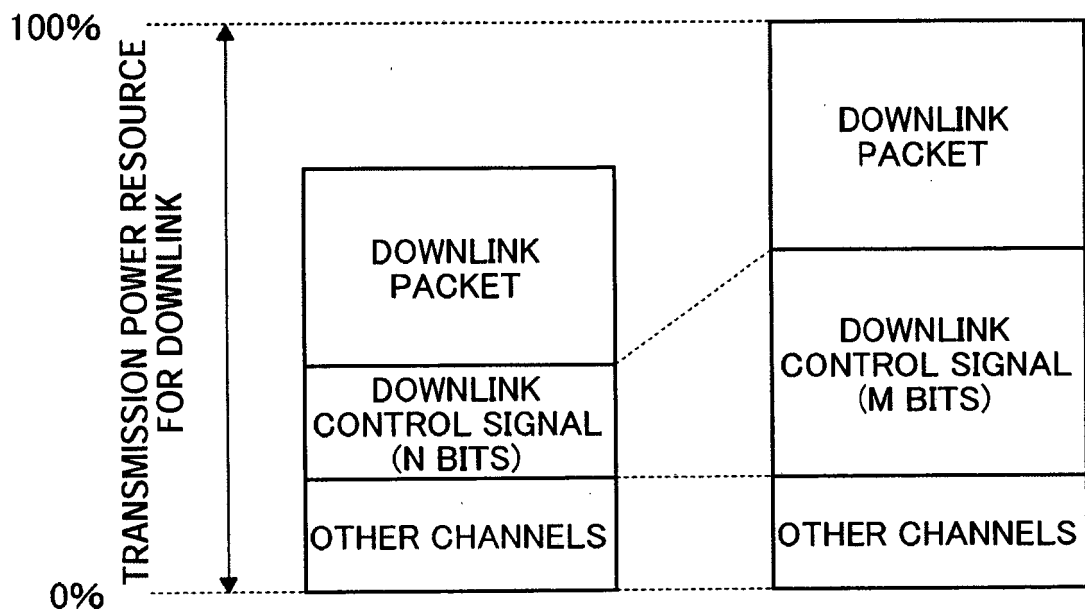 100%
TRANSMISSION POWER RESOURCE
FOR DOWNLINK
0%
DOWNLINK
PACKET
DOWNLINK
CONTROL SIGNAL
(N BITS)
OTHER CHANNELS
DOWNLINK
PACKET
DOWNLINK
CONTROL SIGNAL
(M BITS)
OTHER CHANNELS